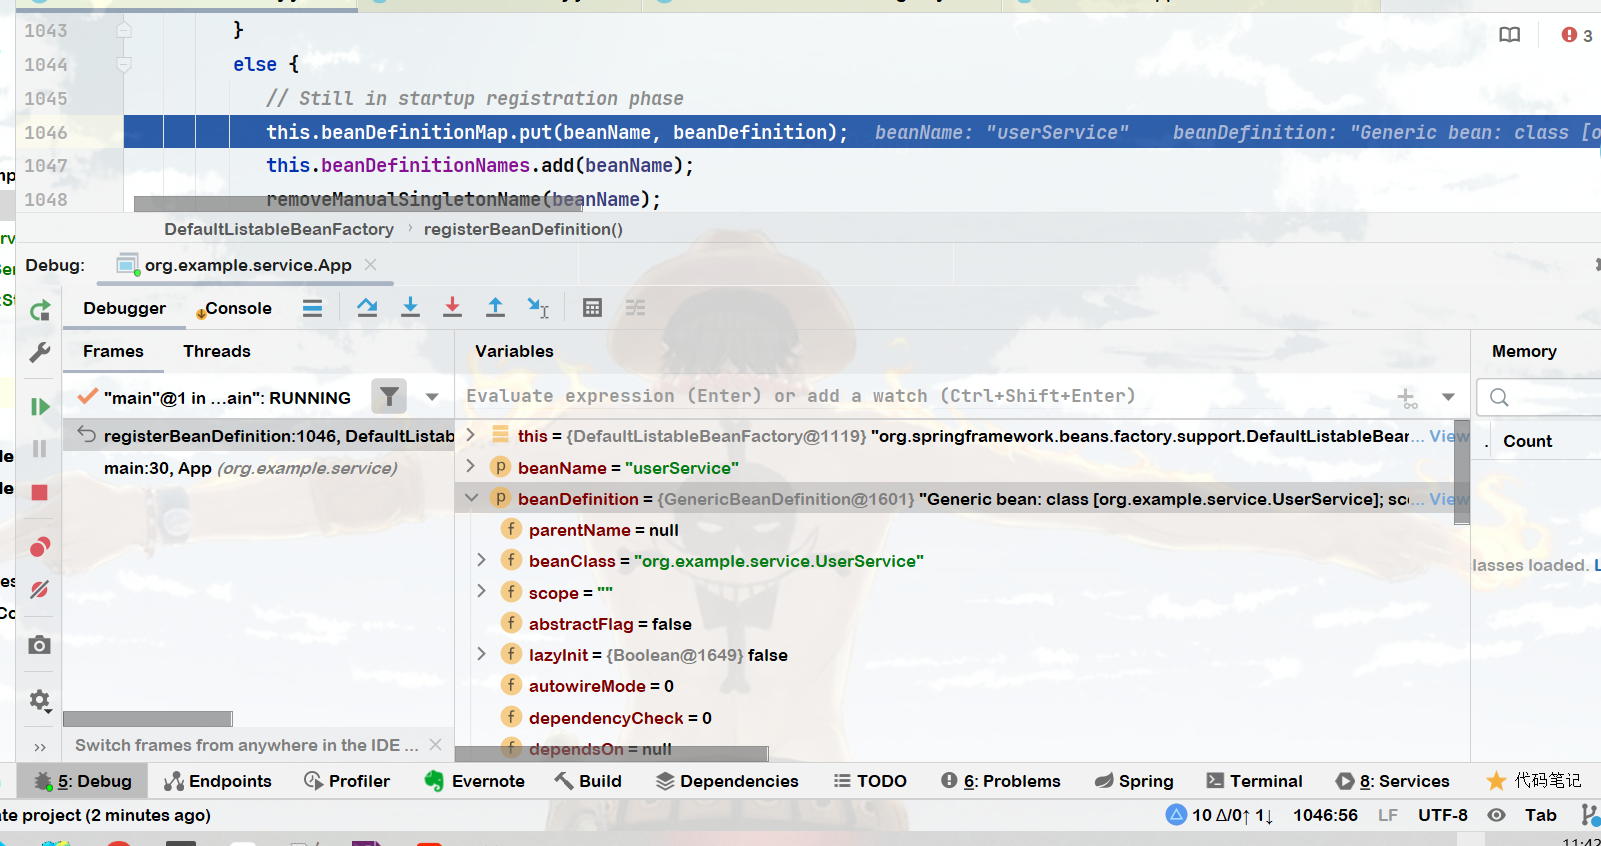 1043 }
1044 else {
1045 // Still in startup registration phase
1046 this.beanDefinitionMap.put(beanName, beanDefinition); beanName: "userService" beanDefinition: "Generic bean: class [o
1047 this.beanDefinitionNames.add(beanName);
1048 removeManualSingletonName(beanName);
DefaultListableBeanFactory › registerBeanDefinition()
Debug: org.example.service.App
Debugger Console
Frames Threads Variables Memory
"main"@1 in ...ain": RUNNING Evaluate expression (Enter) or add a watch (Ctrl+Shift+Enter)
registerBeanDefinition:1046, DefaultListab this = {DefaultListableBeanFactory@1119} "org.springframework.beans.factory.support.DefaultListableBear... View Count
main:30, App (org.example.service) beanName = "userService"
beanDefinition = {GenericBeanDefinition@1601} "Generic bean: class [org.example.service.UserService]; sco... View
parentName = null
beanClass = "org.example.service.UserService" lasses loaded. L
scope = ""
abstractFlag = false
lazyInit = {Boolean@1649} false
autowireMode = 0
dependencyCheck = 0
Switch frames from anywhere in the IDE ... dependsOn = null
5: Debug Endpoints Profiler Evernote Build Dependencies TODO 6: Problems Spring Terminal 8: Services 代码笔记
te project (2 minutes ago) 10 Δ/0↑ 1↓ 1046:56 LF UTF-8 Tab
11:42
3